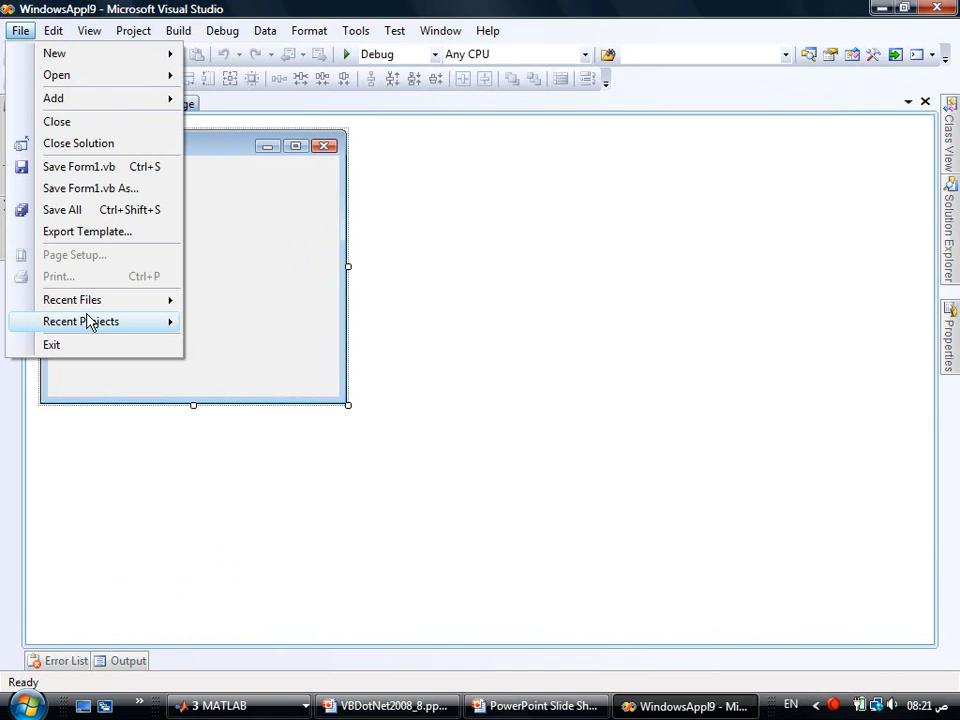 WindowsAppl9 - Microsoft Visual Studio
File Edit View Project Build Debug Data Format Tools Test Window Help
Debug Any CPU
New
Open
Add
Close
Close Solution
Save Form1.vb Ctrl+S
Save Form1.vb As...
Save All Ctrl+Shift+S
Export Template...
Page Setup...
Print... Ctrl+P
Recent Files
Recent Projects
Exit
ge
Class View
Solution Explorer
Properties
Error List Output
Ready
3 MATLAB VBDotNet2008_8.pp... PowerPoint Slide Sh... WindowsAppl9 - Mi... EN 08:21 ص